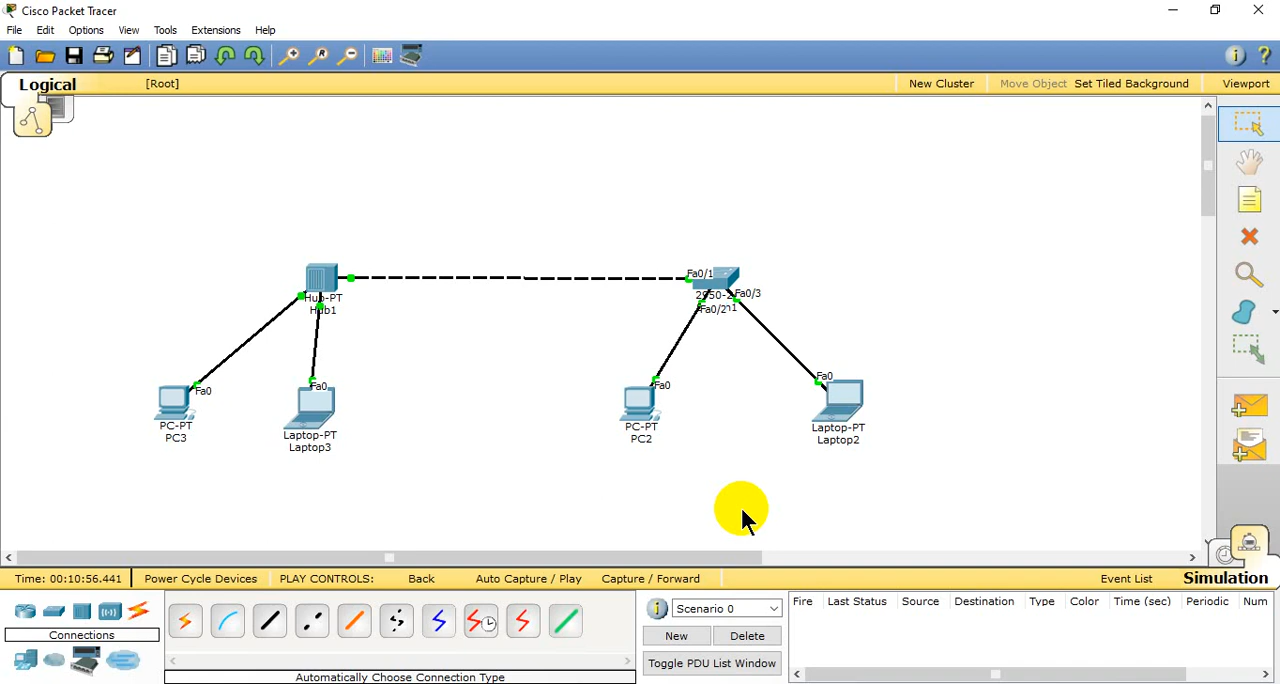 Cisco Packet Tracer
File Edit Options View Tools Extensions Help
Logical [Root] New Cluster Move Object Set Tiled Background Viewport
Fa0/1
Hub-PT
Hub1
Fa0/3
Fa0/2
Fa0
Fa0
Fa0
Fa0
PC-PT
PC3
Laptop-PT
Laptop3
PC-PT
PC2
Laptop-PT
Laptop2
Time: 00:10:56.441 Power Cycle Devices PLAY CONTROLS: Back Auto Capture / Play Capture / Forward Event List Simulation
Connections
Automatically Choose Connection Type
Scenario 0
New Delete
Toggle PDU List Window
Fire Last Status Source Destination Type Color Time (sec) Periodic Num